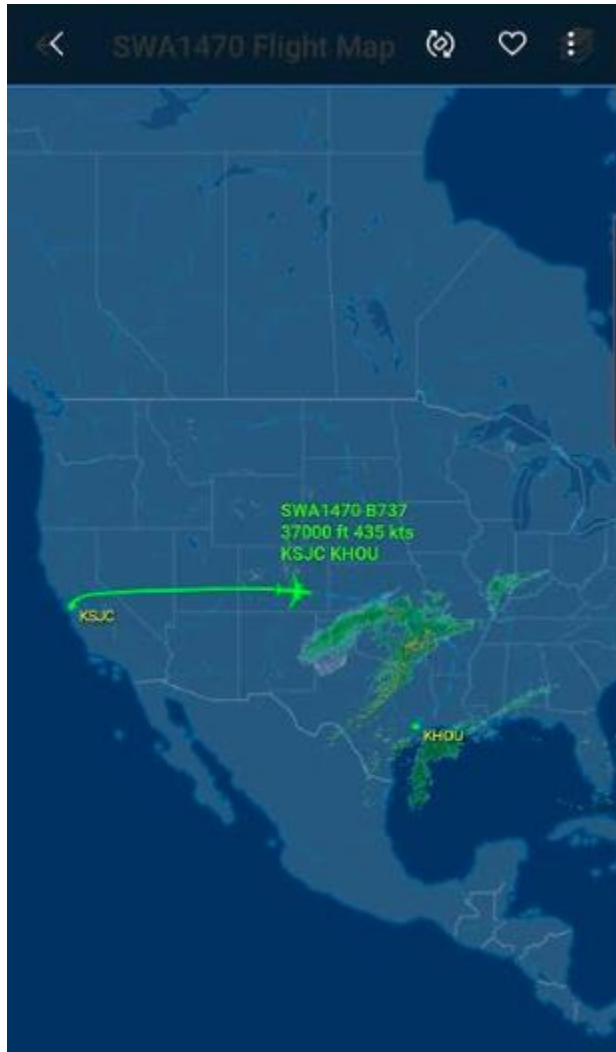 SWA1470 Flight Map
SWA1470 B737
37000 ft 435 kts
KSJC KHOU
KSJC
KHOU